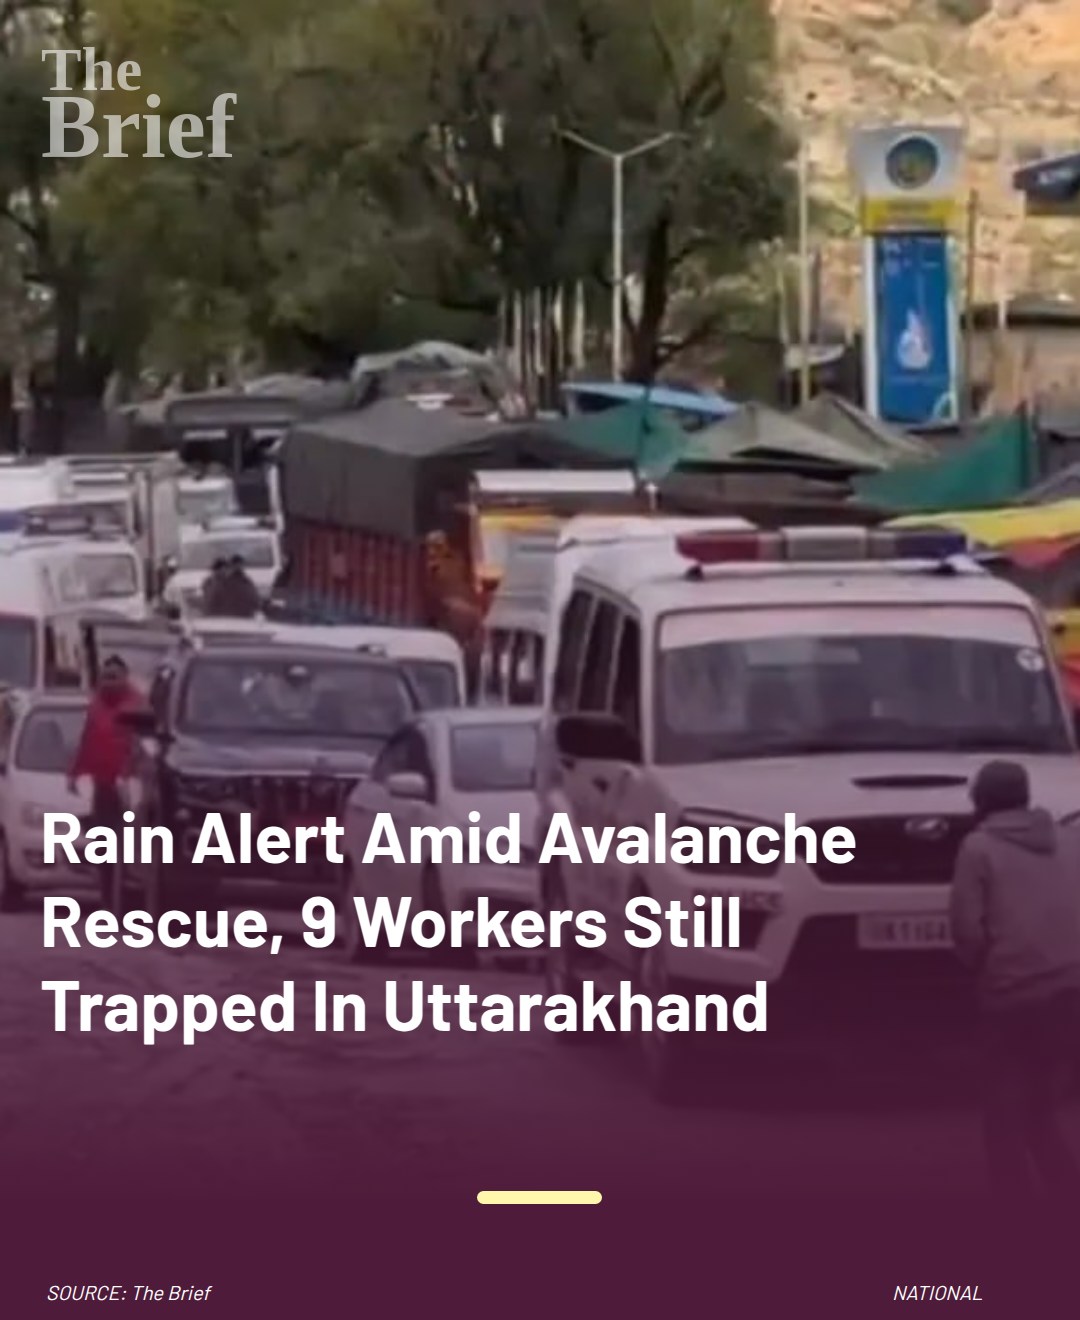 The
Brief
Rain Alert Amid Avalanche
Rescue, 9 Workers Still
Trapped In Uttarakhand
SOURCE: The Brief
NATIONAL